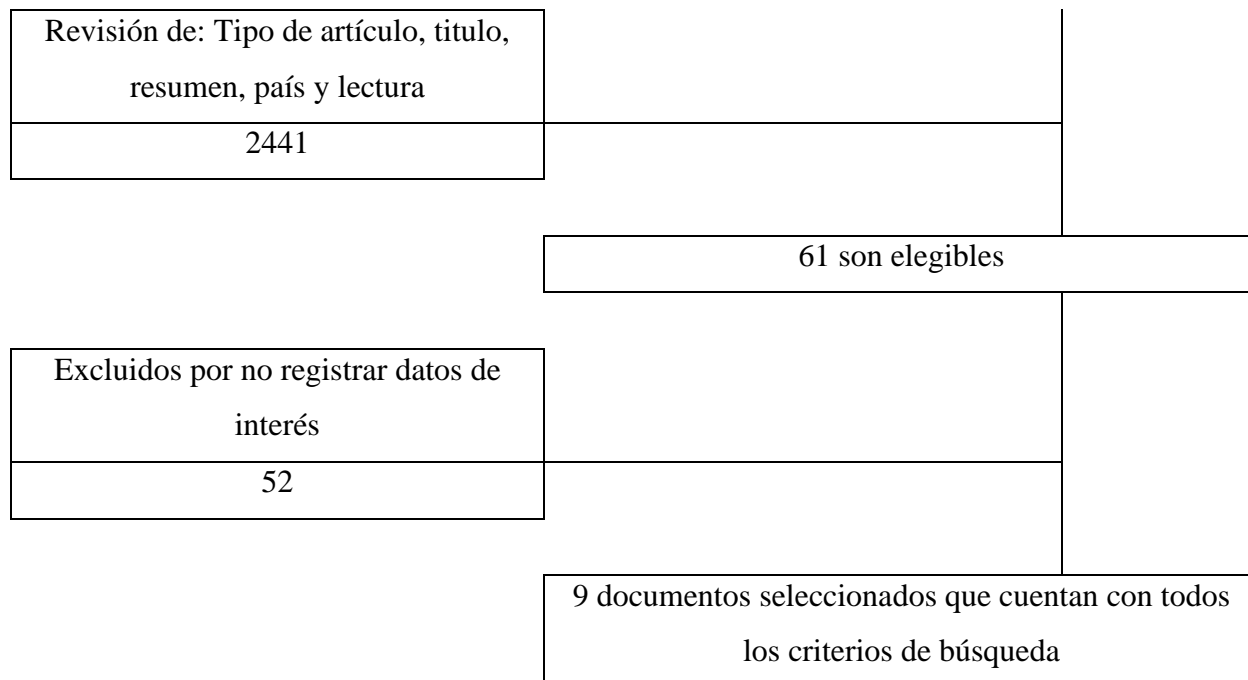 Revisión de: Tipo de artículo, titulo,
resumen, país y lectura
2441
61 son elegibles
Excluidos por no registrar datos de
interés
52
9 documentos seleccionados que cuentan con todos
los criterios de búsqueda